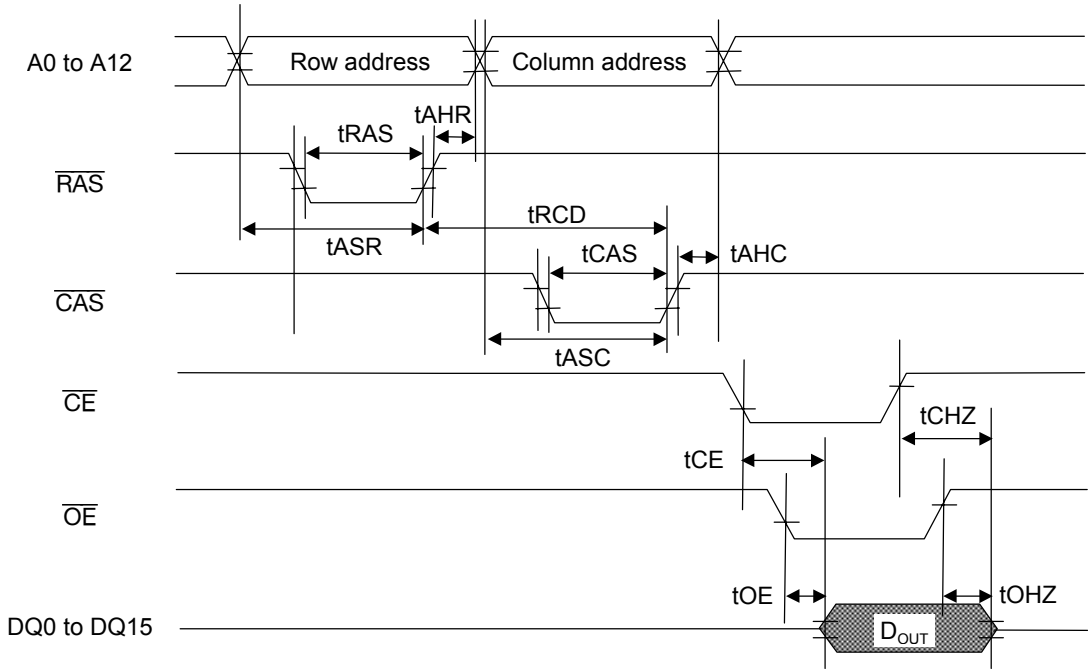 A0 to A12
Row address
Column address
tAHR
tRAS
RAS
tRCD
tASR
tCAS
tAHC
CAS
tASC
CE
tCHZ
tCE
OE
tOE
tOHZ
DQ0 to DQ15
DOUT